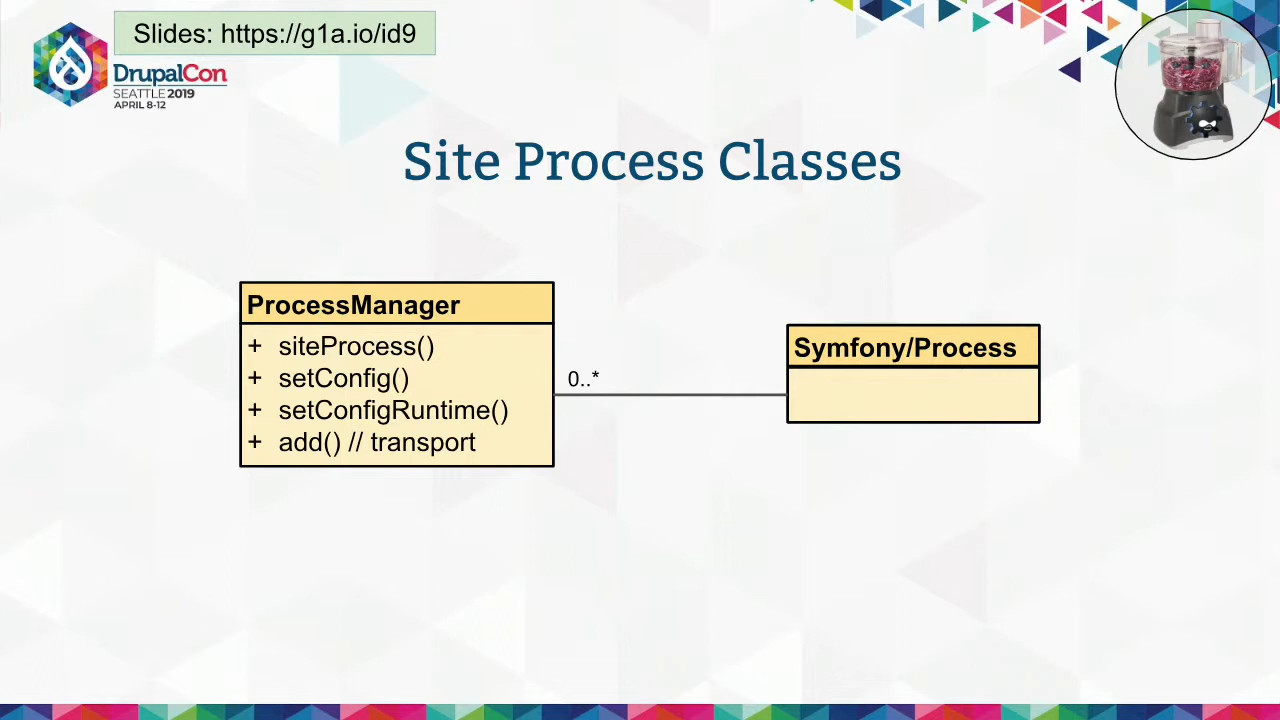 Slides: https://g1a.io/id9
DrupalCon
SEATTLE 2019
APRIL 8-12
Site Process Classes
ProcessManager
+ siteProcess()
+ setConfig()
+ setConfigRuntime()
+ add() // transport
0..*
Symfony/Process